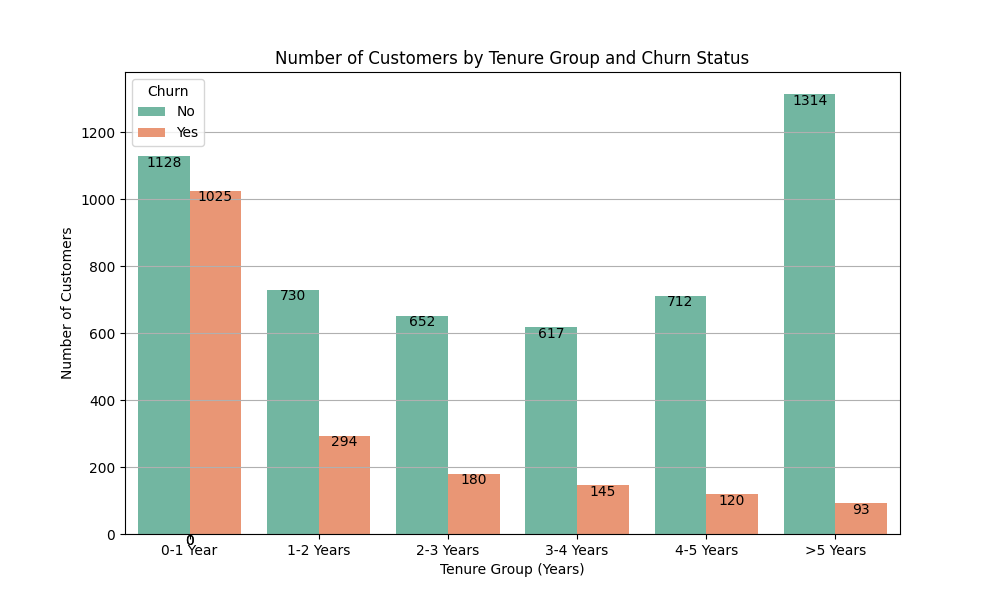 Number of Customers by Tenure Group and Churn Status
Churn
No
Yes
1128
1025
730
294
652
180
617
145
712
120
1314
93
0
1200
1000
800
600
400
200
0
Number of Customers
0-1 Year
1-2 Years
2-3 Years
3-4 Years
4-5 Years
>5 Years
Tenure Group (Years)